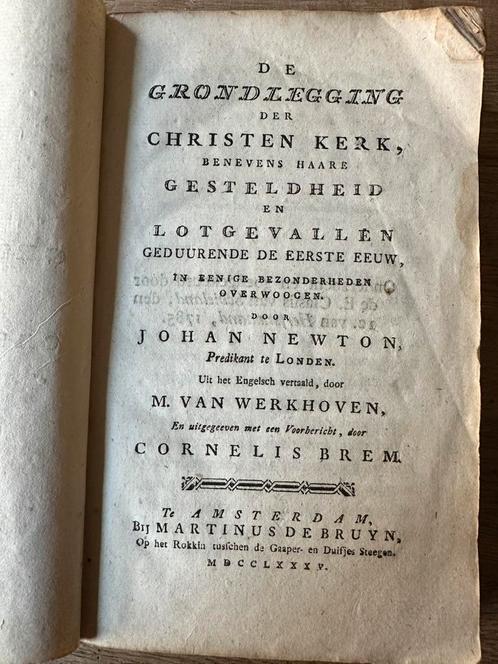 DE
GRONDLEGGING
DER
CHRISTEN KERK,
BENEVENS HAARE
GESTELDHEID
EN
LOTGEVALLEN
GEDUURENDE DE EERSTE EEUW,
IN EENIGE BEZONDERHEDEN
OVERWOOGEN.
DOOR
JOHAN NEWTON,
Predikant te LONDEN.
Uit het Engelsch vertaald, door
M. VAN WERKHOVEN,
En uitgegeeven met een Voorbericht, door
CORNELIS BREM.
Te AMSTERDAM,
Bij MARTINUS DE BRUYN,
Op het Rokkin tusschen de Gaaper- en Duifjes Steegen.
MDCCLXXXV.